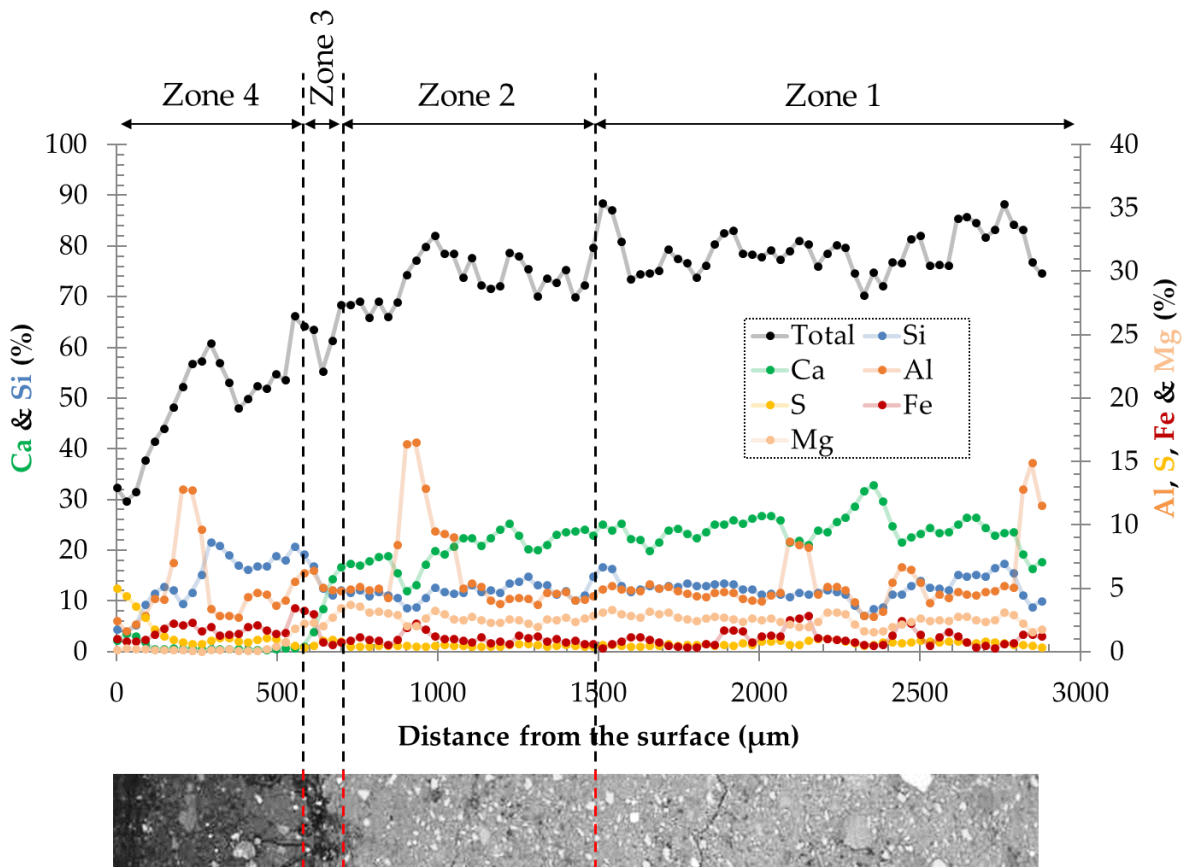 Zone 4
Zone 3
Zone 2
Zone 1
100
90
80
70
60
50
40
30
20
10
0
Ca & Si (%)
40
35
30
25
20
15
10
5
0
Al, S, Fe & Mg (%)
Total
Si
Ca
Al
S
Fe
Mg
0
500
1000
1500
2000
2500
3000
Distance from the surface (μm)